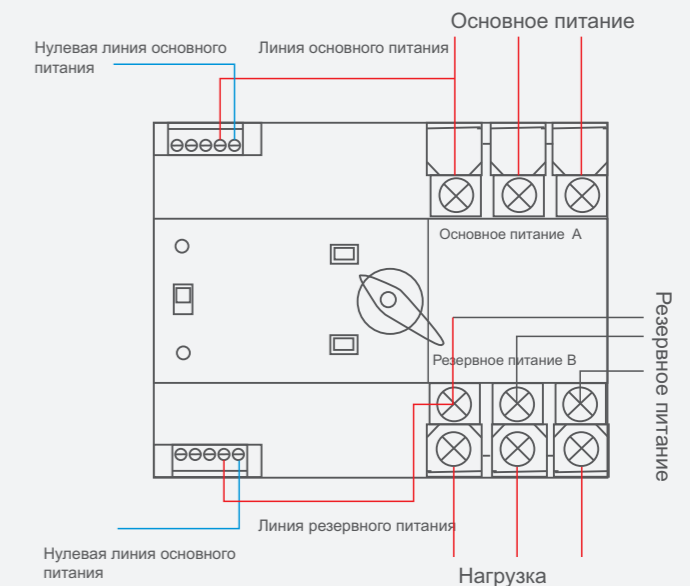 Основное питание
Нулевая линия основного
питания
Линия основного питания
Основное питание A
Резервное питание
Резервное питание B
Линия резервного питания
Нулевая линия основного
питания
Нагрузка